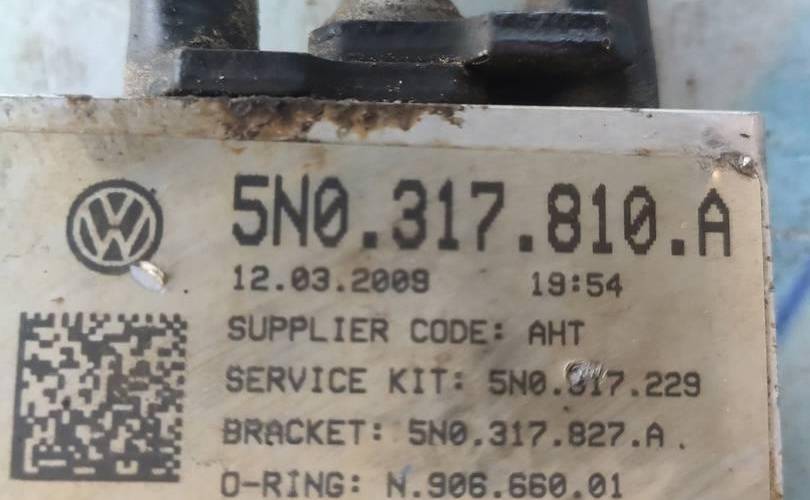 5N0.317.810.A
12.03.2009 19:54
SUPPLIER CODE: AHT
SERVICE KIT: 5N0.317.229
BRACKET: 5N0.317.827.A.
O-RING: N.906.660.01